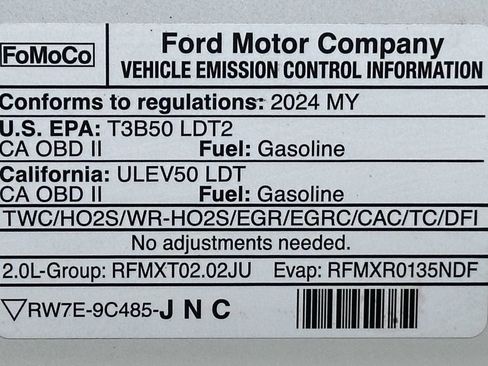 FoMoCo
Ford Motor Company
VEHICLE EMISSION CONTROL INFORMATION
Conforms to regulations: 2024 MY
U.S. EPA: T3B50 LDT2
CA OBD II Fuel: Gasoline
California: ULEV50 LDT
CA OBD II Fuel: Gasoline
TWC/HO2S/WR-HO2S/EGR/EGRC/CAC/TC/DFI
No adjustments needed.
2.0L-Group: RFMXT02.02JU Evap: RFMXR0135NDF
RW7E-9C485-J N C